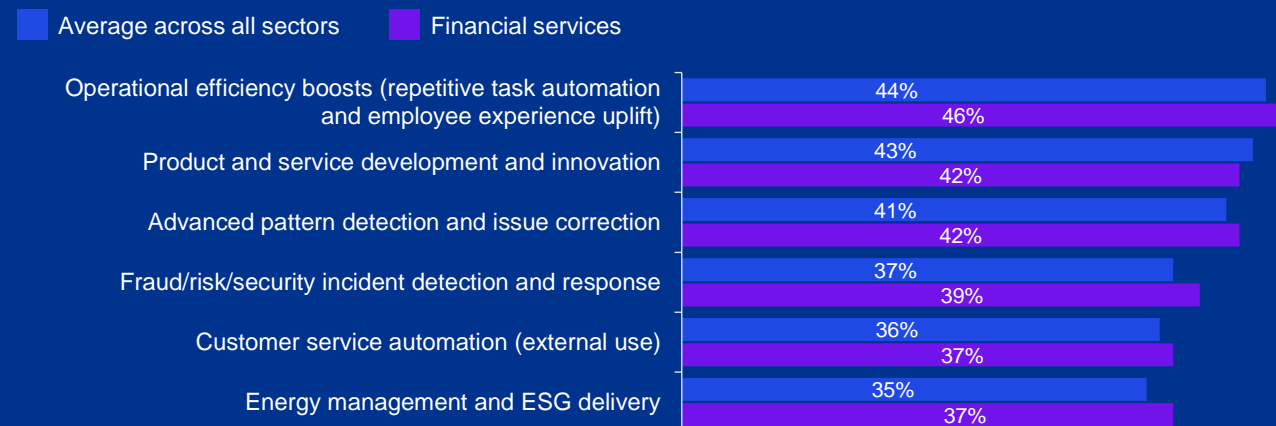 Average across all sectors
Financial services
Operational efficiency boosts (repetitive task automation
and employee experience uplift)
44%
46%
Product and service development and innovation
43%
42%
Advanced pattern detection and issue correction
41%
42%
Fraud/risk/security incident detection and response
37%
39%
Customer service automation (external use)
36%
37%
Energy management and ESG delivery
35%
37%